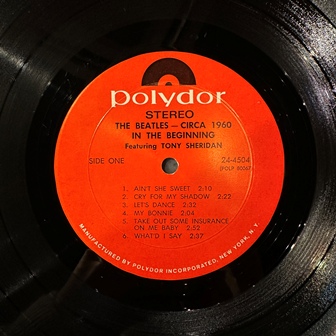 polydor
STEREO
THE BEATLES — CIRCA 1960
IN THE BEGINNING
Featuring TONY SHERIDAN
SIDE ONE
24-4504
(POLP 80067)
1. AIN'T SHE SWEET 2:10
2. CRY FOR MY SHADOW 2:22
3. LET'S DANCE 2:32
4. MY BONNIE 2:04
5. TAKE OUT SOME INSURANCE
ON ME BABY 2:52
6. WHAT'D I SAY 2:37
MANUFACTURED BY POLYDOR INCORPORATED, NEW YORK, N.Y.